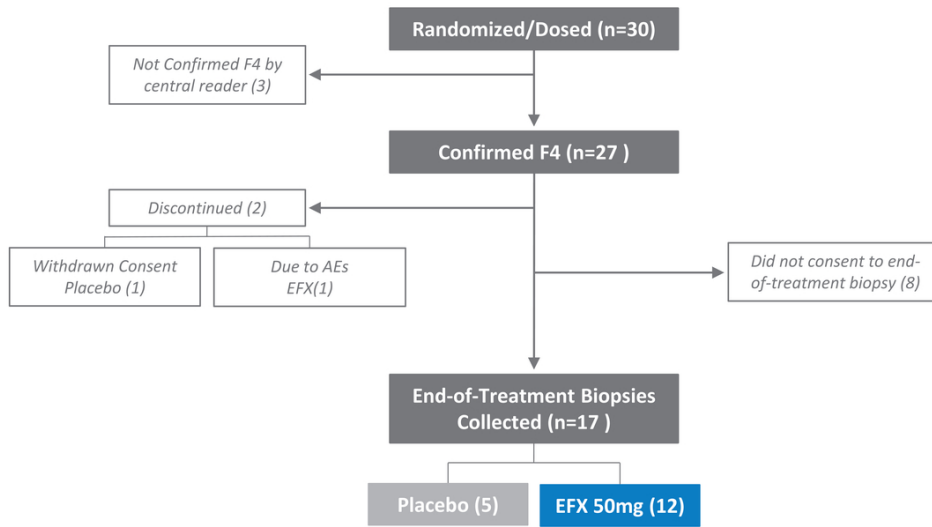 Randomized/Dosed (n=30)
Not Confirmed F4 by
central reader (3)
Confirmed F4 (n=27 )
Discontinued (2)
Withdrawn Consent
Placebo (1)
Due to AEs
EFX(1)
Did not consent to end-
of-treatment biopsy (8)
End-of-Treatment Biopsies
Collected (n=17 )
Placebo (5)
EFX 50mg (12)